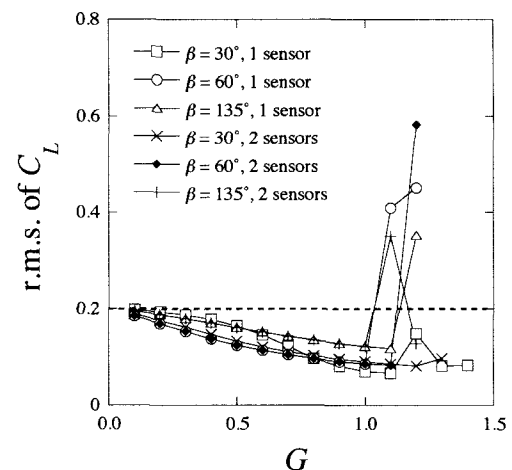 0.8
β = 30°, 1 sensor
β = 60°, 1 sensor
β = 135°, 1 sensor
β = 30°, 2 sensors
β = 60°, 2 sensors
β = 135°, 2 sensors
0.6
0.4
0.2
0
r.m.s. of C_L
0.0 0.5 1.0 1.5
G